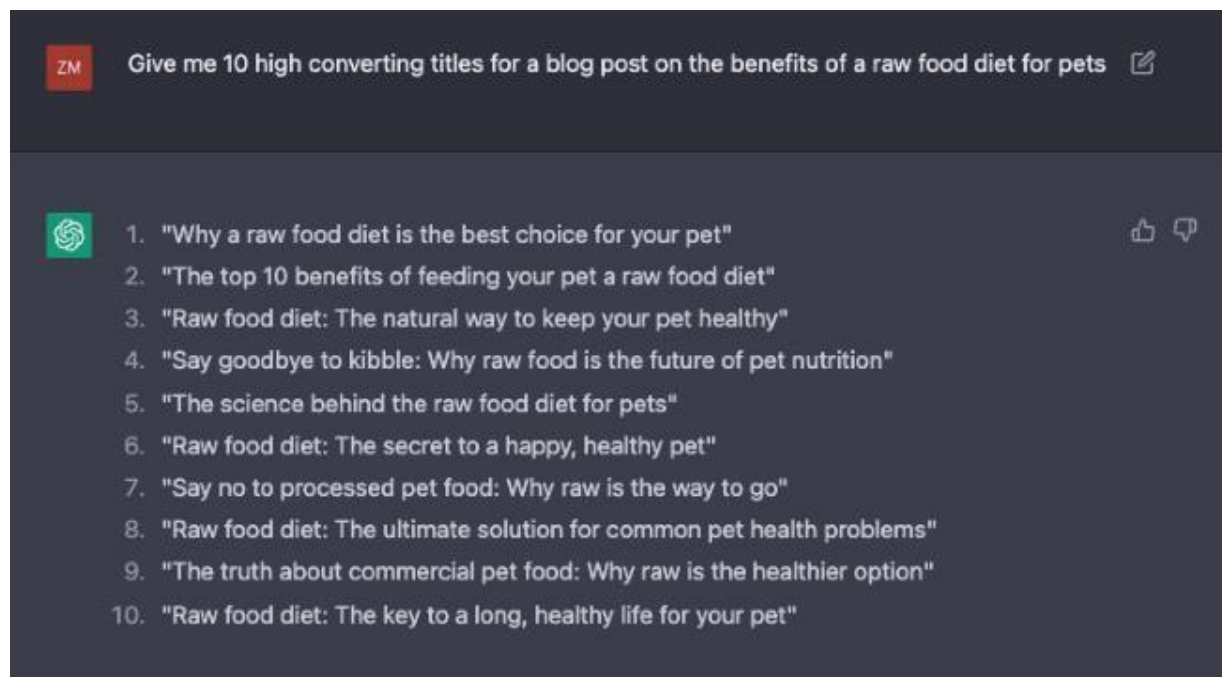 ZM
Give me 10 high converting titles for a blog post on the benefits of a raw food diet for pets
1. "Why a raw food diet is the best choice for your pet"
2. "The top 10 benefits of feeding your pet a raw food diet"
3. "Raw food diet: The natural way to keep your pet healthy"
4. "Say goodbye to kibble: Why raw food is the future of pet nutrition"
5. "The science behind the raw food diet for pets"
6. "Raw food diet: The secret to a happy, healthy pet"
7. "Say no to processed pet food: Why raw is the way to go"
8. "Raw food diet: The ultimate solution for common pet health problems"
9. "The truth about commercial pet food: Why raw is the healthier option"
10. "Raw food diet: The key to a long, healthy life for your pet"